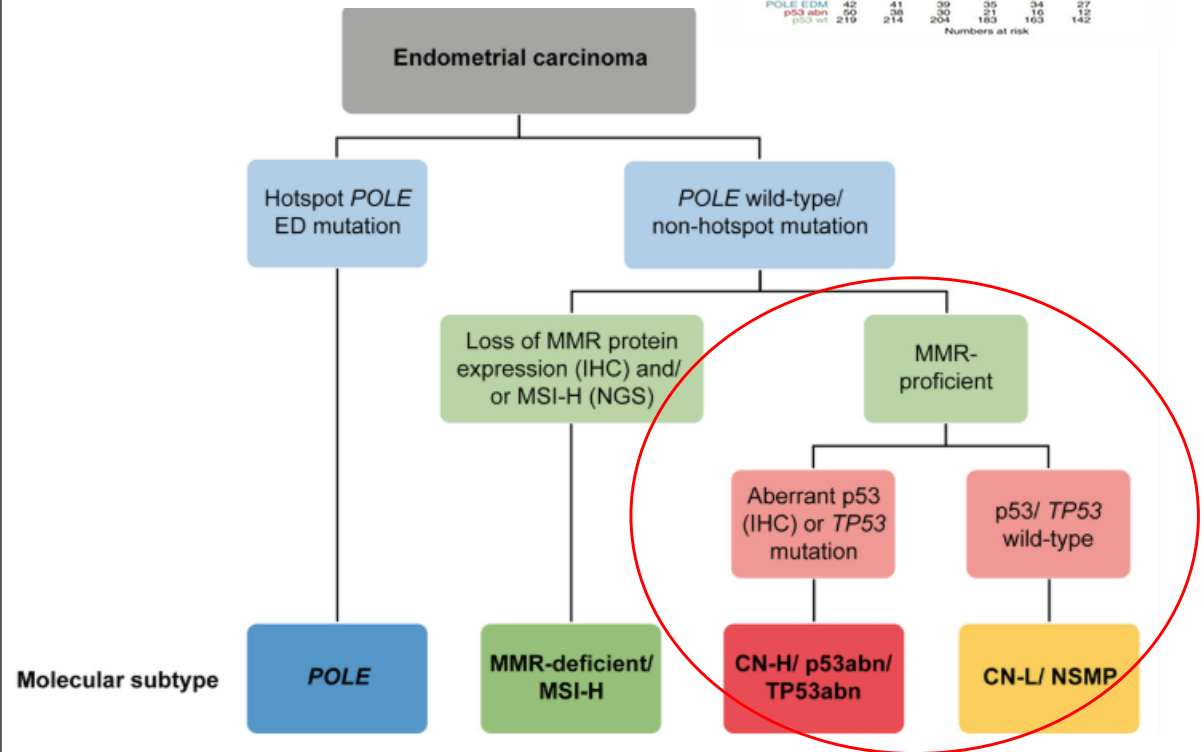 POLE EDM 42 41 39 35 34 27
p53 abn 50 38 30 21 16 12
p53 wt 219 214 204 183 163 142
Numbers at risk
Endometrial carcinoma
Hotspot POLE
ED mutation
POLE wild-type/
non-hotspot mutation
Loss of MMR protein
expression (IHC) and/
or MSI-H (NGS)
MMR-
proficient
Aberrant p53
(IHC) or TP53
mutation
p53/ TP53
wild-type
Molecular subtype
POLE
MMR-deficient/
MSI-H
CN-H/ p53abn/
TP53abn
CN-L/ NSMP